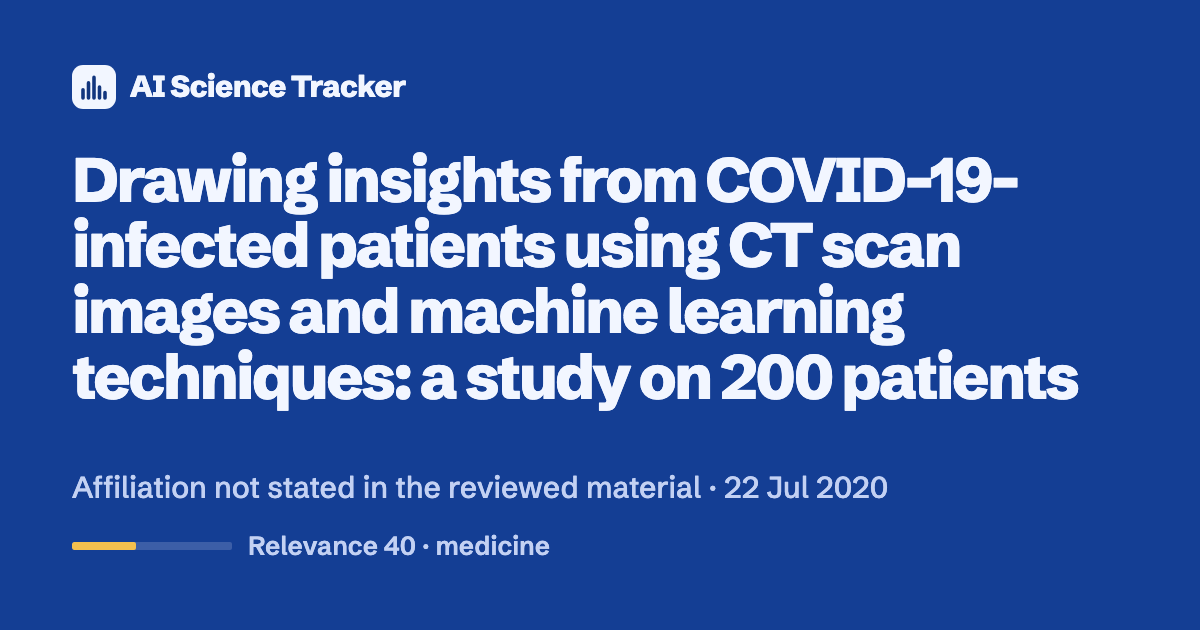 AI Science Tracker
Drawing insights from COVID-19-
infected patients using CT scan
images and machine learning
techniques: a study on 200 patients
Affiliation not stated in the reviewed material · 22 Jul 2020
Relevance 40 · medicine